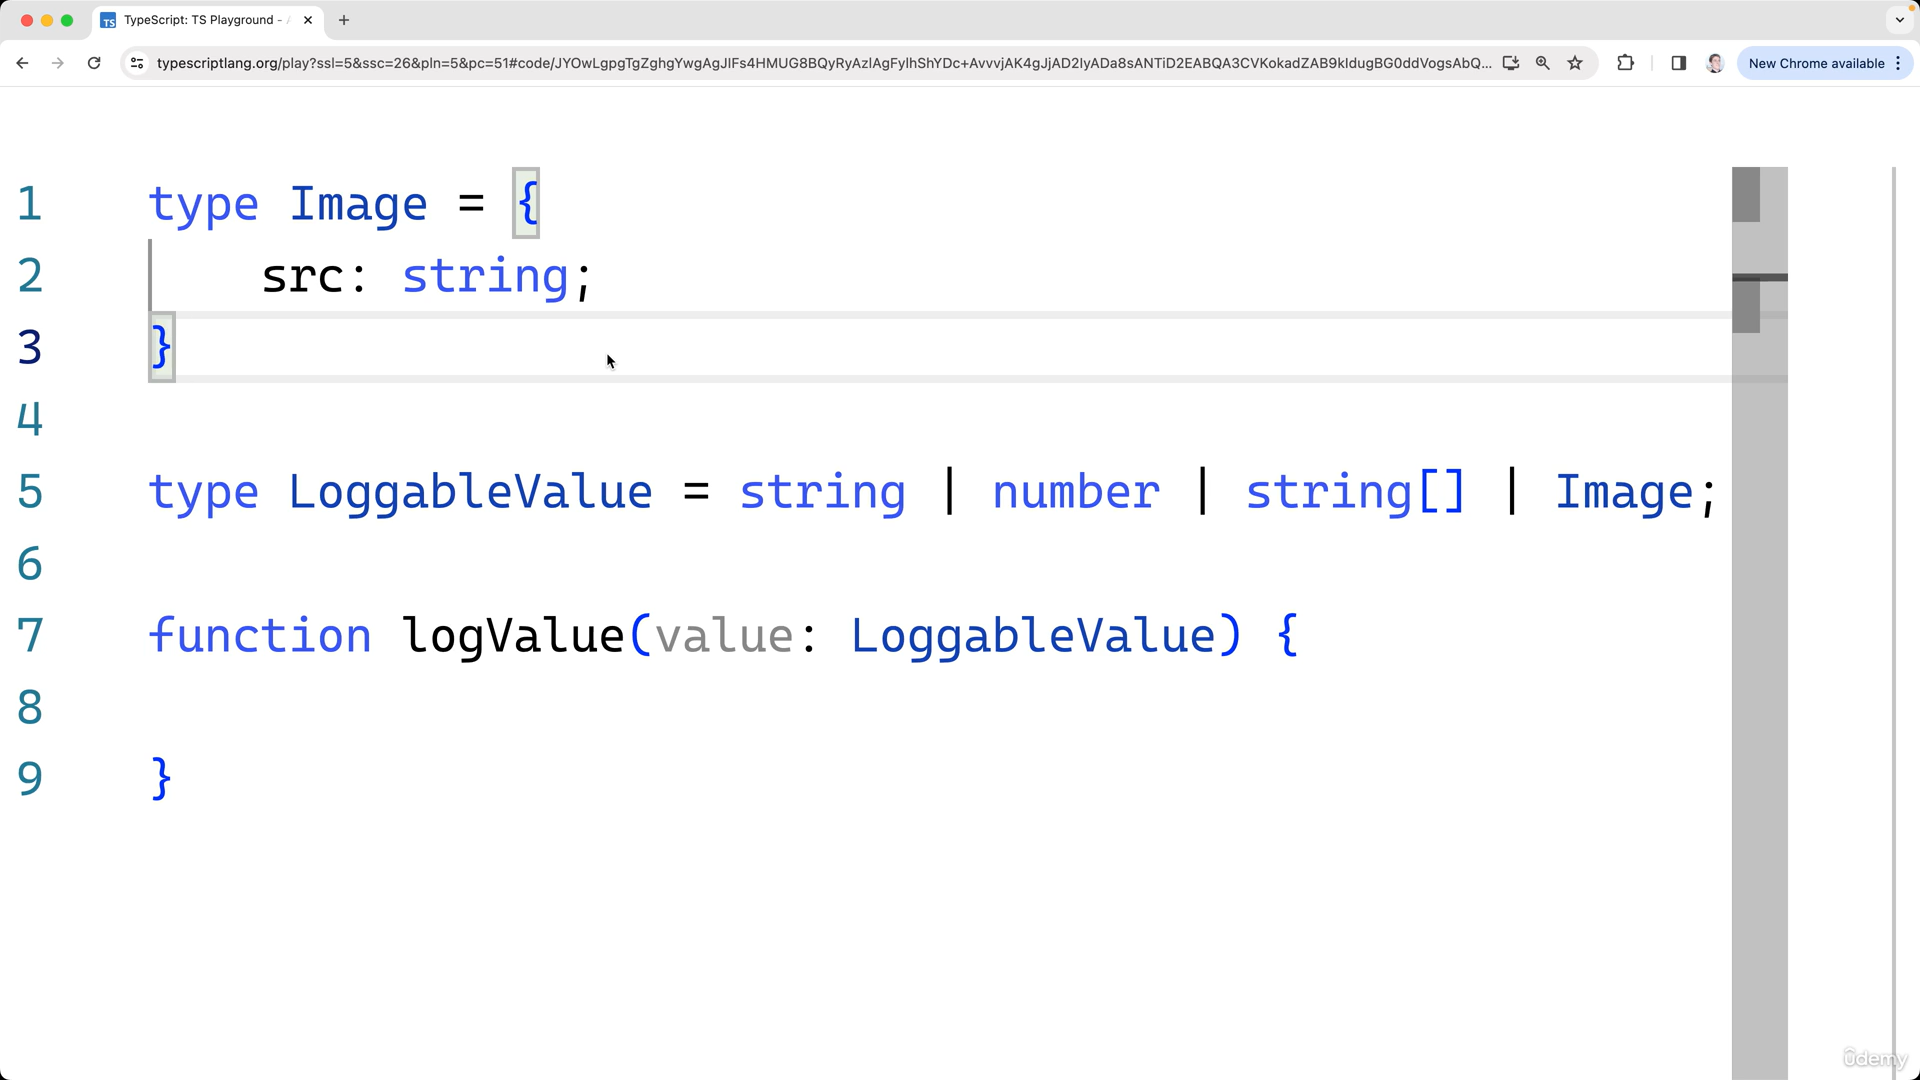 TypeScript: TS Playground - A
typescriptlang.org/play?ssl=5&ssc=26&pln=5&pc=51#code/JYOwLgpgTgZghgYwgAgJIFs4HMUG8BQyRyAzlAgFylhShYDc+AvvvjAK4gJjAD2IyADa8sANTiD2EABQA3CVKokadZAB9kIdugBG0ddVogsAbQ...
New Chrome available
1 type Image = {
2 src: string;
3 }
4
5 type LoggableValue = string | number | string[] | Image;
6
7 function logValue(value: LoggableValue) {
8
9 }
ûdemy